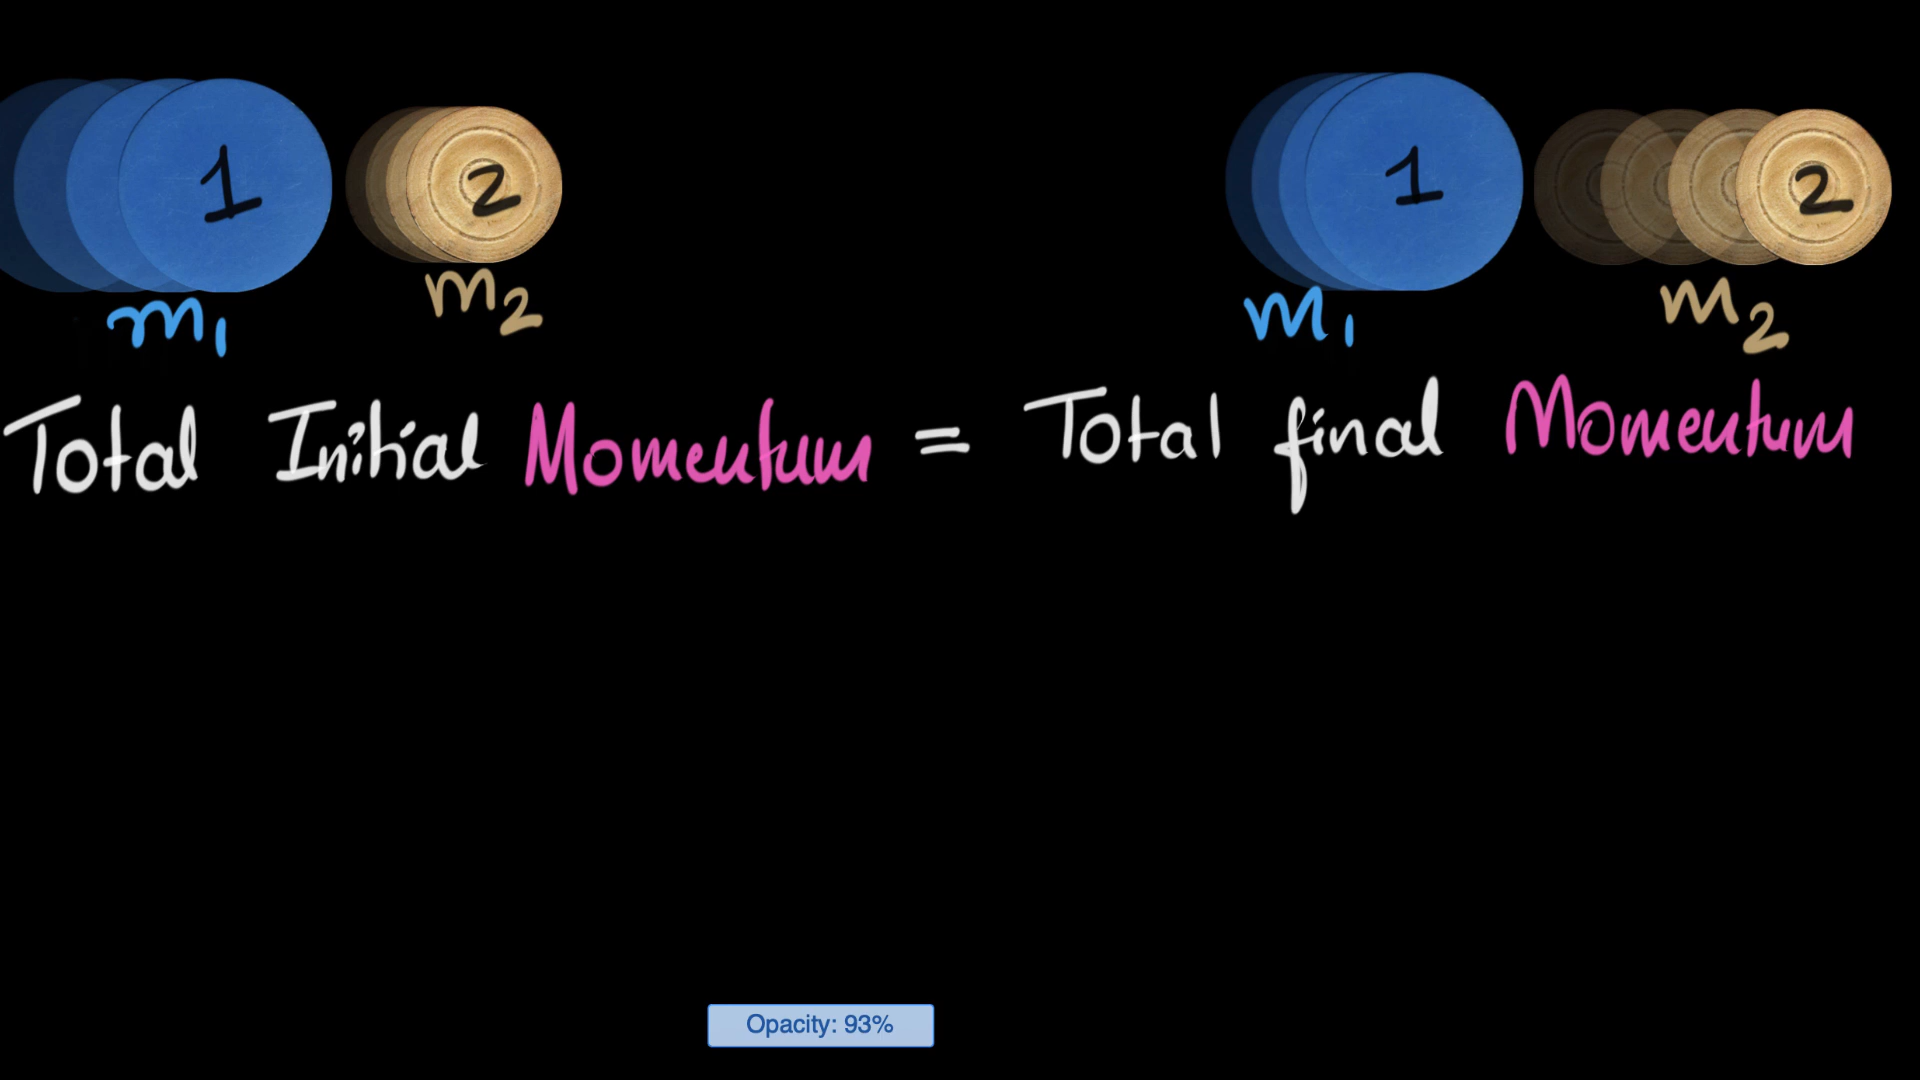 1 2 1 2
m₁ m₂ m₁ m₂
Total Initial Momentum = Total final Momentum
Opacity: 93%